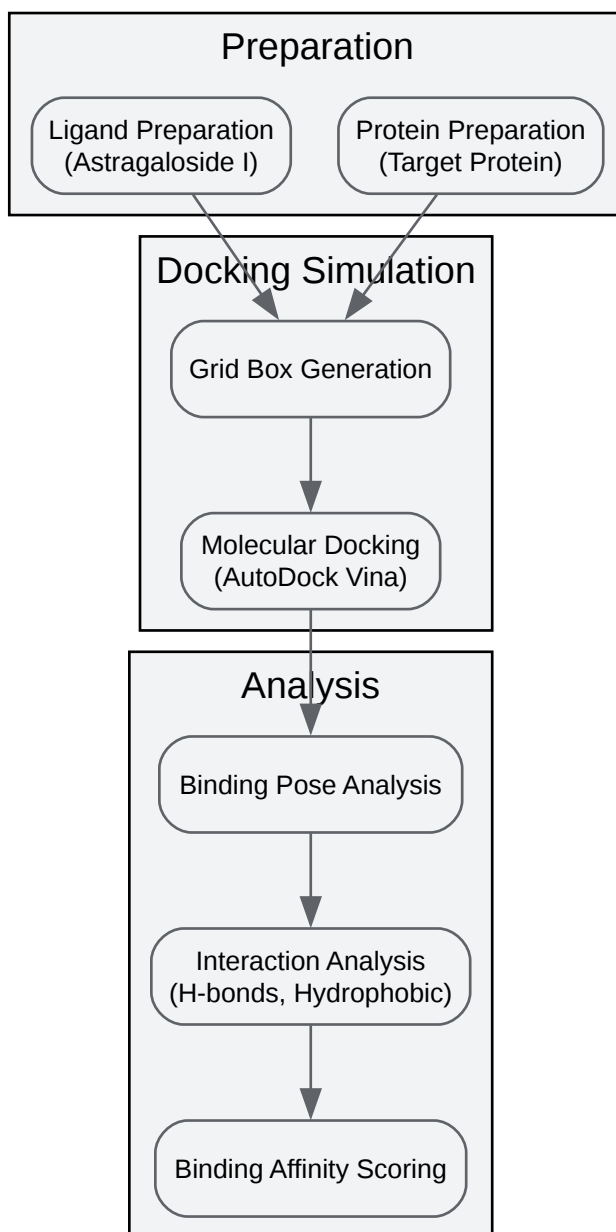 Preparation
Ligand Preparation
(Astragaloside I)
Protein Preparation
(Target Protein)
Docking Simulation
Grid Box Generation
Molecular Docking
(AutoDock Vina)
Analysis
Binding Pose Analysis
Interaction Analysis
(H-bonds, Hydrophobic)
Binding Affinity Scoring